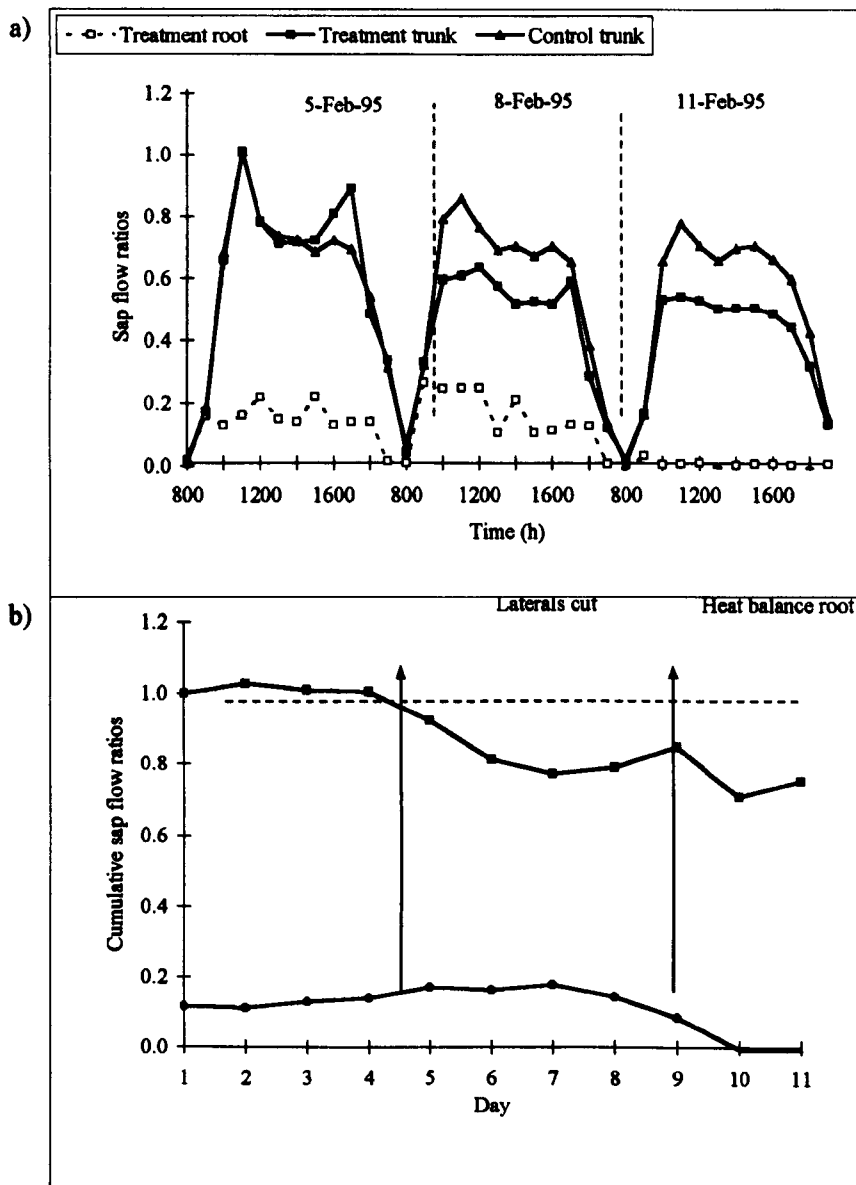 a)
Treatment root Treatment trunk Control trunk
1.2
1.0
0.8
0.6
0.4
0.2
0.0
Sap flow ratios
5-Feb-95 8-Feb-95 11-Feb-95
800 1200 1600 800 1200 1600 800 1200 1600
Time (h)
b)
Laterals cut Heat balance root
1.2
1.0
0.8
0.6
0.4
0.2
0.0
Cumulative sap flow ratios
1 2 3 4 5 6 7 8 9 10 11
Day